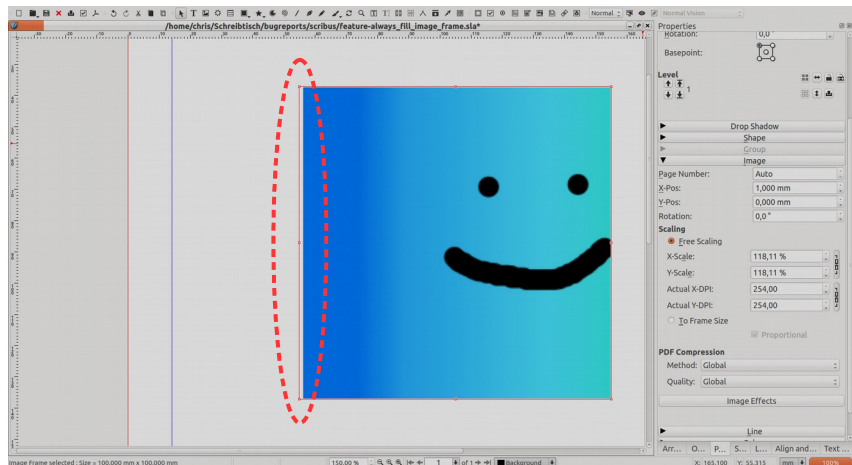 Normal
Normal Vision
/home/chris/Schreibtisch/bugreports/scribus/feature-always_fill_image_frame.sla*
Properties
Rotation:
0,0 °
Basepoint:
Level
1
Drop Shadow
Shape
Group
Image
Page Number:
Auto
X-Pos:
1,000 mm
Y-Pos:
0,000 mm
Rotation:
0,0 °
Scaling
Free Scaling
X-Scale:
118,11 %
Y-Scale:
118,11 %
Actual X-DPI:
254,00
Actual Y-DPI:
254,00
To Frame Size
Proportional
PDF Compression
Method:
Global
Quality:
Global
Image Effects
Line
Arr...
O...
P...
S...
L...
Align and...
Text ...
Image Frame selected : Size = 100.000 mm x 100.000 mm
150.00 %
1
of 1
Background
X: 165,100
Y: 55,315
mm
100%